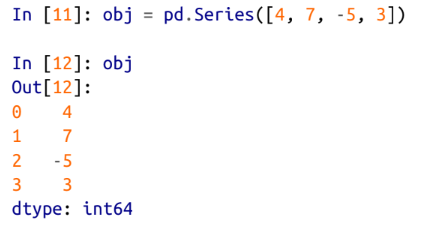 In [11]: obj = pd.Series([4, 7, -5, 3])
In [12]: obj
Out[12]:
0    4
1    7
2   -5
3    3
dtype: int64